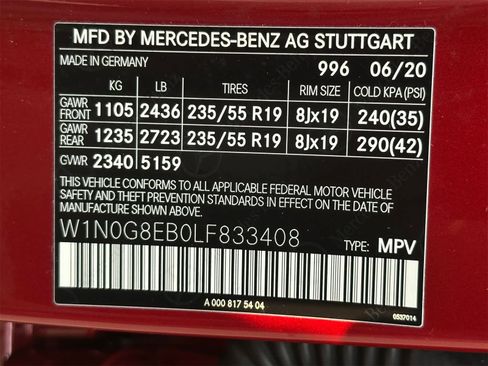 MFD BY MERCEDES-BENZ AG STUTTGART
MADE IN GERMANY 996 06/20
KG LB TIRES RIM SIZE COLD KPA(PSI)
GAWR FRONT 1105 2436 235/55 R19 8Jx19 240(35)
GAWR REAR 1235 2723 235/55 R19 8Jx19 290(42)
GVWR 2340 5159
THIS VEHICLE CONFORMS TO ALL APPLICABLE FEDERAL MOTOR VEHICLE
SAFETY AND THEFT PREVENTION STANDARDS IN EFFECT ON THE DATE OF
MANUFACTURE SHOWN ABOVE.
W1N0G8EB0LF833408 TYPE: MPV
A 000 817 54 04 0537014